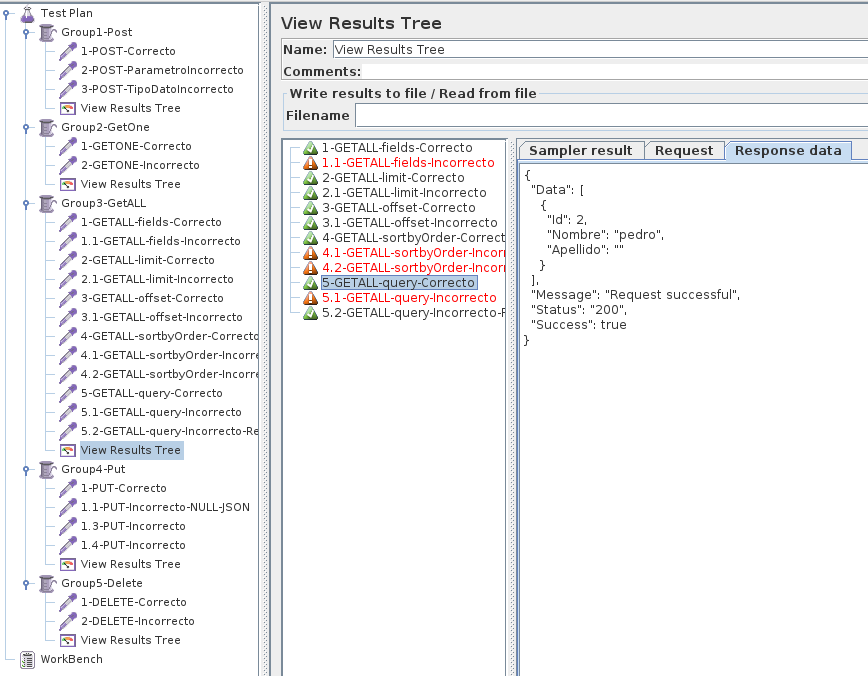 Test Plan
Group1-Post
1-POST-Correcto
2-POST-ParametroIncorrecto
3-POST-TipoDatoIncorrecto
View Results Tree
Group2-GetOne
1-GETONE-Correcto
2-GETONE-Incorrecto
View Results Tree
Group3-GetALL
1-GETALL-fields-Correcto
1.1-GETALL-fields-Incorrecto
2-GETALL-limit-Correcto
2.1-GETALL-limit-Incorrecto
3-GETALL-offset-Correcto
3.1-GETALL-offset-Incorrecto
4-GETALL-sortbyOrder-Correcto
4.1-GETALL-sortbyOrder-Incorre
4.2-GETALL-sortbyOrder-Incorre
5-GETALL-query-Correcto
5.1-GETALL-query-Incorrecto
5.2-GETALL-query-Incorrecto-Re
View Results Tree
Group4-Put
1-PUT-Correcto
1.1-PUT-Incorrecto-NULL-JSON
1.3-PUT-Incorrecto
1.4-PUT-Incorrecto
View Results Tree
Group5-Delete
1-DELETE-Correcto
2-DELETE-Incorrecto
View Results Tree
WorkBench
View Results Tree
Name: View Results Tree
Comments:
Write results to file / Read from file
Filename
1-GETALL-fields-Correcto
1.1-GETALL-fields-Incorrecto
2-GETALL-limit-Correcto
2.1-GETALL-limit-Incorrecto
3-GETALL-offset-Correcto
3.1-GETALL-offset-Incorrecto
4-GETALL-sortbyOrder-Correct
4.1-GETALL-sortbyOrder-Incorr
4.2-GETALL-sortbyOrder-Incorr
5-GETALL-query-Correcto
5.1-GETALL-query-Incorrecto
5.2-GETALL-query-Incorrecto-R
Sampler result Request Response data
{
"Data": [
{
"Id": 2,
"Nombre": "pedro",
"Apellido": ""
}
],
"Message": "Request successful",
"Status": "200",
"Success": true
}